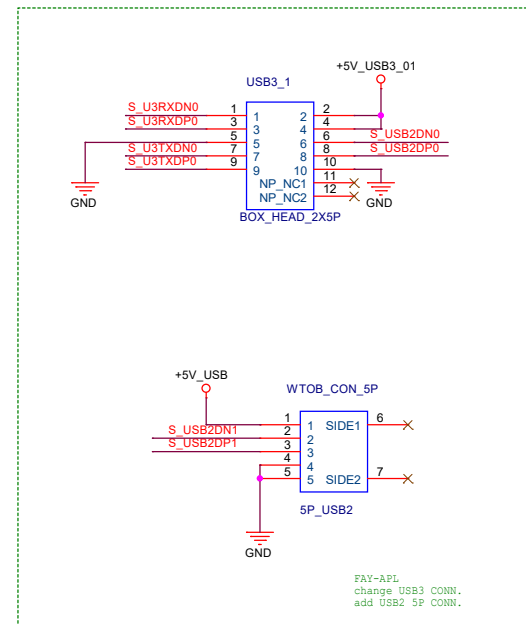 +5V_USB3_01
USB3_1
S_U3RXDN0 1 1 2 2
S_U3RXDP0 3 3 4 4
5 5 6 6 S_USB2DN0
S_U3TXDN0 7 7 8 8 S_USB2DP0
S_U3TXDP0 9 9 10 10
NP_NC1 11
NP_NC2 12
GND GND
BOX_HEAD_2X5P
+5V_USB
WTOB_CON_5P
1 1 SIDE1 6
S_USB2DN1 2 2
S_USB2DP1 3 3
4 4
5 5 SIDE2 7
5P_USB2
GND
FAY-APL
change USB3 CONN.
add USB2 5P CONN.